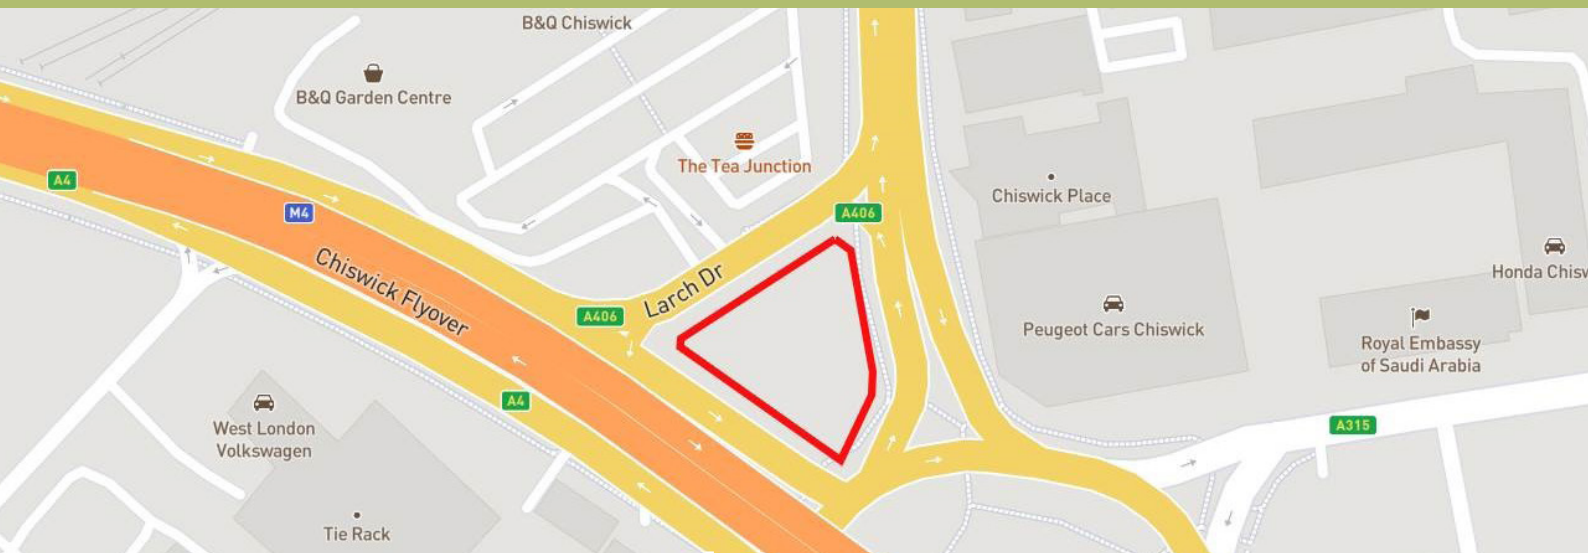 B&Q Chiswick
B&Q Garden Centre
The Tea Junction
A4
M4
A406
Chiswick Place
Chiswick Flyover
Larch Dr
A406
Honda Chisw
Peugeot Cars Chiswick
Royal Embassy
of Saudi Arabia
A4
West London
Volkswagen
A315
Tie Rack